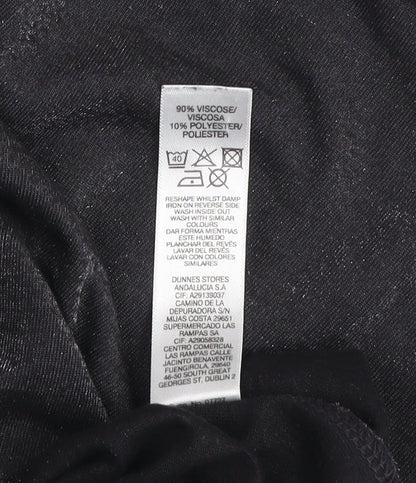 90% VISCOSE/
VISCOSA
10% POLYESTER/
POLIESTER
40
RESHAPE WHILST DAMP
IRON ON REVERSE SIDE
WASH INSIDE OUT
WASH WITH SIMILAR
COLOURS
DAR FORMA MIENTRAS
ESTE HUMEDO
PLANCHAR DEL REVÉS
LAVAR DEL REVÉS
LAVAR CON COLORES
SIMILARES
DUNNES STORES
ANDALUCIA S.A
CIF: A29139037
CAMINO DE LA
DEPURADORA S/N
MIJAS COSTA 29651
SUPERMERCADO LAS
RAMPAS SA
CIF: A29058328
CENTRO COMERCIAL
LAS RAMPAS CALLE
JACINTO BENAVENTE
FUENGIROLA, 29640
46-50 SOUTH GREAT
GEORGES ST, DUBLIN 2